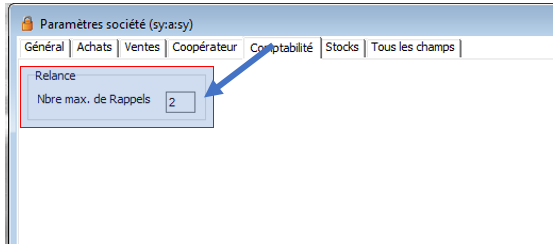 Paramètres société (sy:a:sy)
Général Achats Ventes Coopérateur Comptabilité Stocks Tous les champs
Relance
Nbre max. de Rappels 2